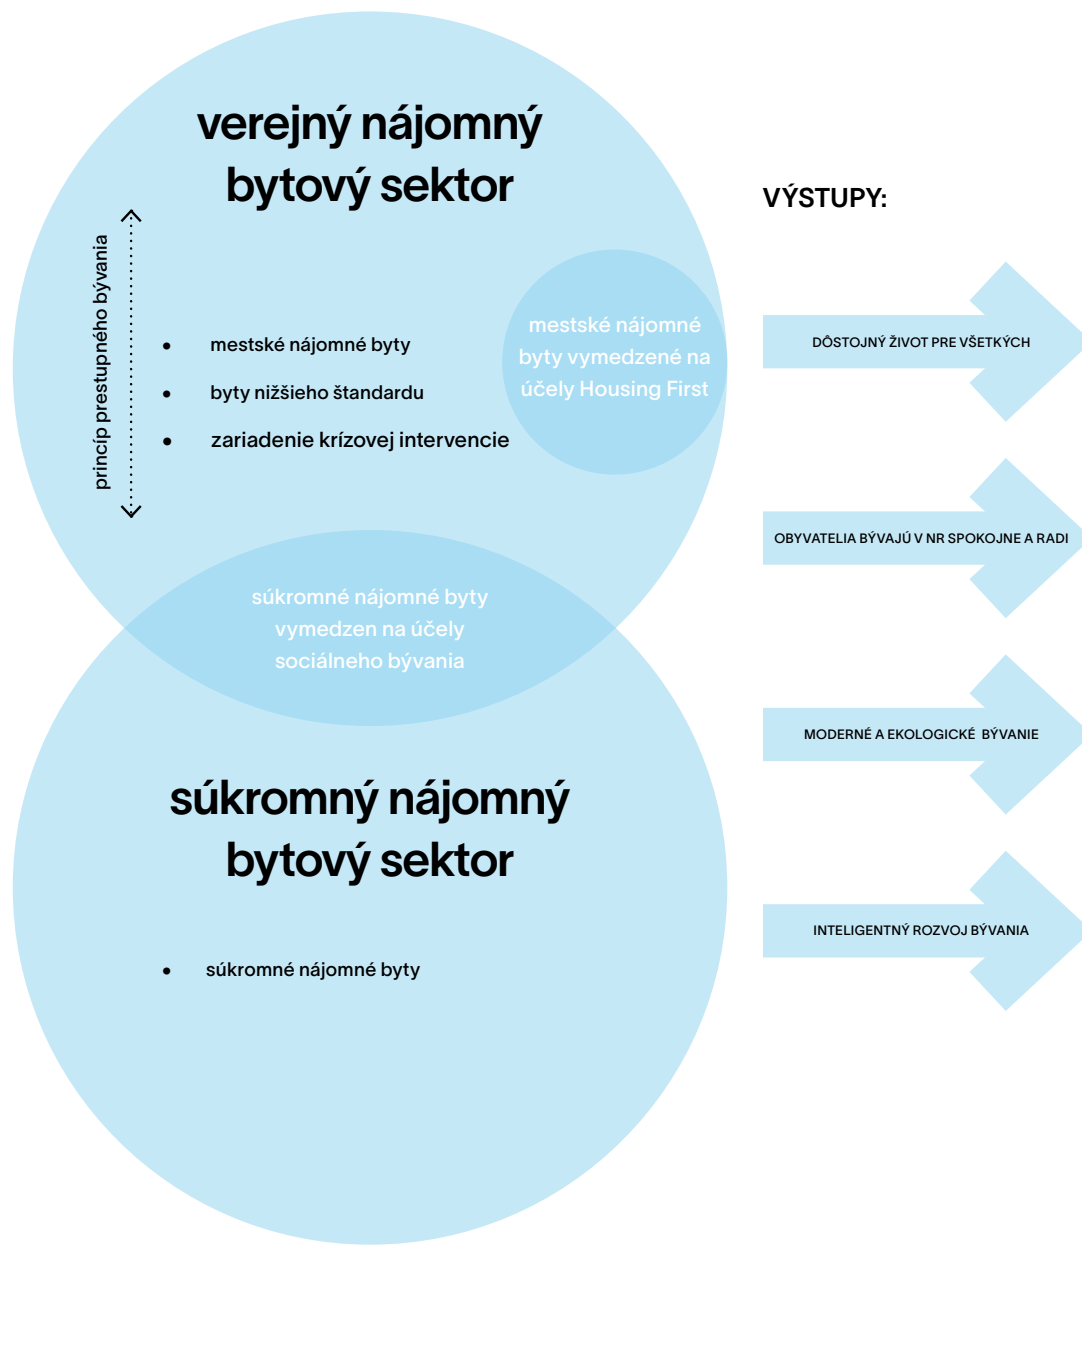 verejný nájomný
bytový sektor
princíp prestupného bývania
• mestské nájomné byty
• byty nižšieho štandardu
• zariadenie krízovej intervencie
mestské nájomné
byty vymedzené na
účely Housing First
súkromné nájomné byty
vymedzen na účely
sociálneho bývania
súkromný nájomný
bytový sektor
• súkromné nájomné byty
VÝSTUPY:
DÔSTOJNÝ ŽIVOT PRE VŠETKÝCH
OBYVATELIA BÝVAJÚ V NR SPOKOJNE A RADI
MODERNÉ A EKOLOGICKÉ BÝVANIE
INTELIGENTNÝ ROZVOJ BÝVANIA